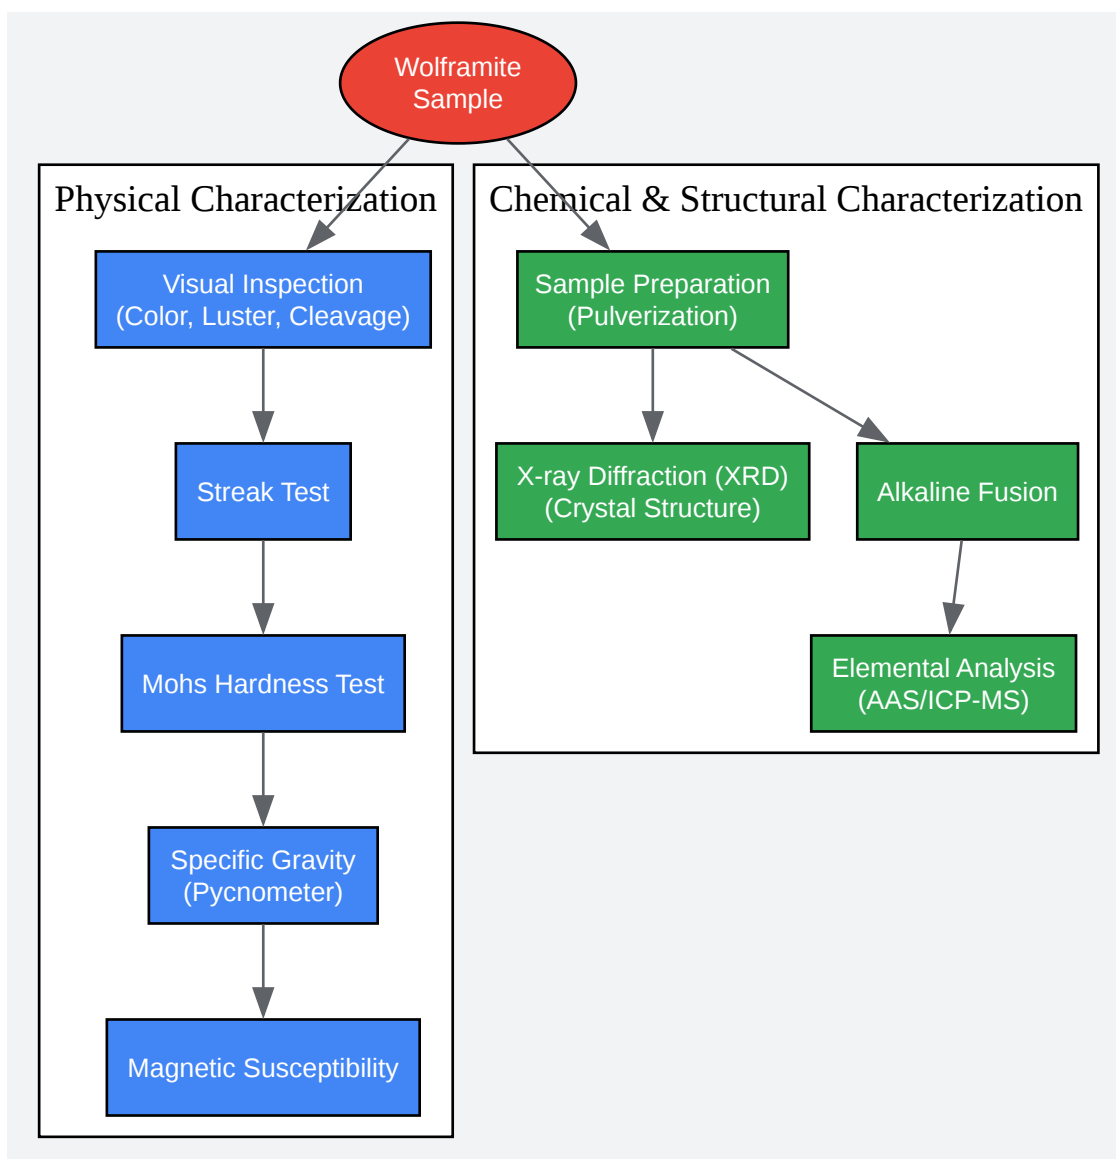 Wolframite
Sample
Physical Characterization
Visual Inspection
(Color, Luster, Cleavage)
Streak Test
Mohs Hardness Test
Specific Gravity
(Pycnometer)
Magnetic Susceptibility
Chemical & Structural Characterization
Sample Preparation
(Pulverization)
X-ray Diffraction (XRD)
(Crystal Structure)
Alkaline Fusion
Elemental Analysis
(AAS/ICP-MS)